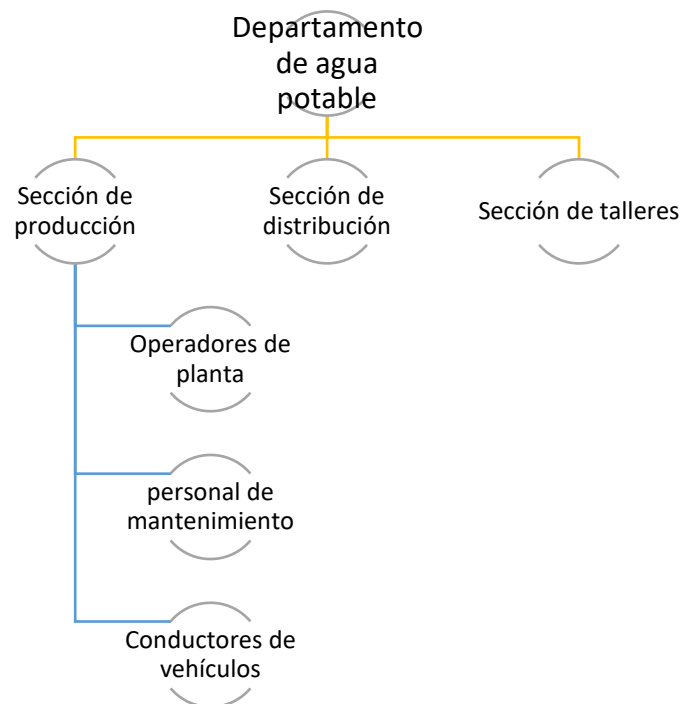 Departamento
de agua
potable
Sección de
producción
Sección de
distribución
Sección de talleres
Operadores de
planta
personal de
mantenimiento
Conductores de
vehículos